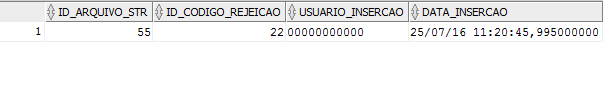 ID_ARQUIVO_STR ID_CODIGO_REJEICAO USUARIO_INSERCAO DATA_INSERCAO
1 55 22 00000000000 25/07/16 11:20:45,995000000